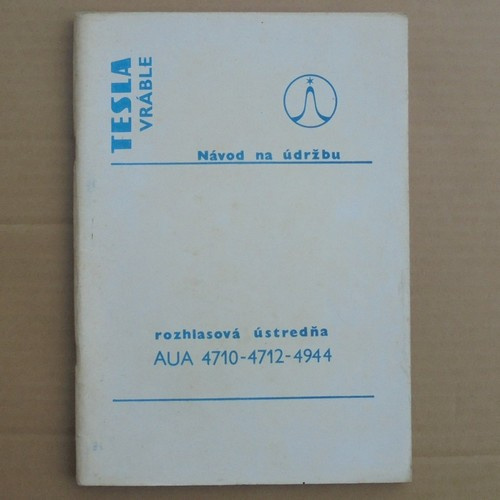 TESLA
VRÁBLE
Návod na údržbu
rozhlasová ústredňa
AUA 4710-4712-4944